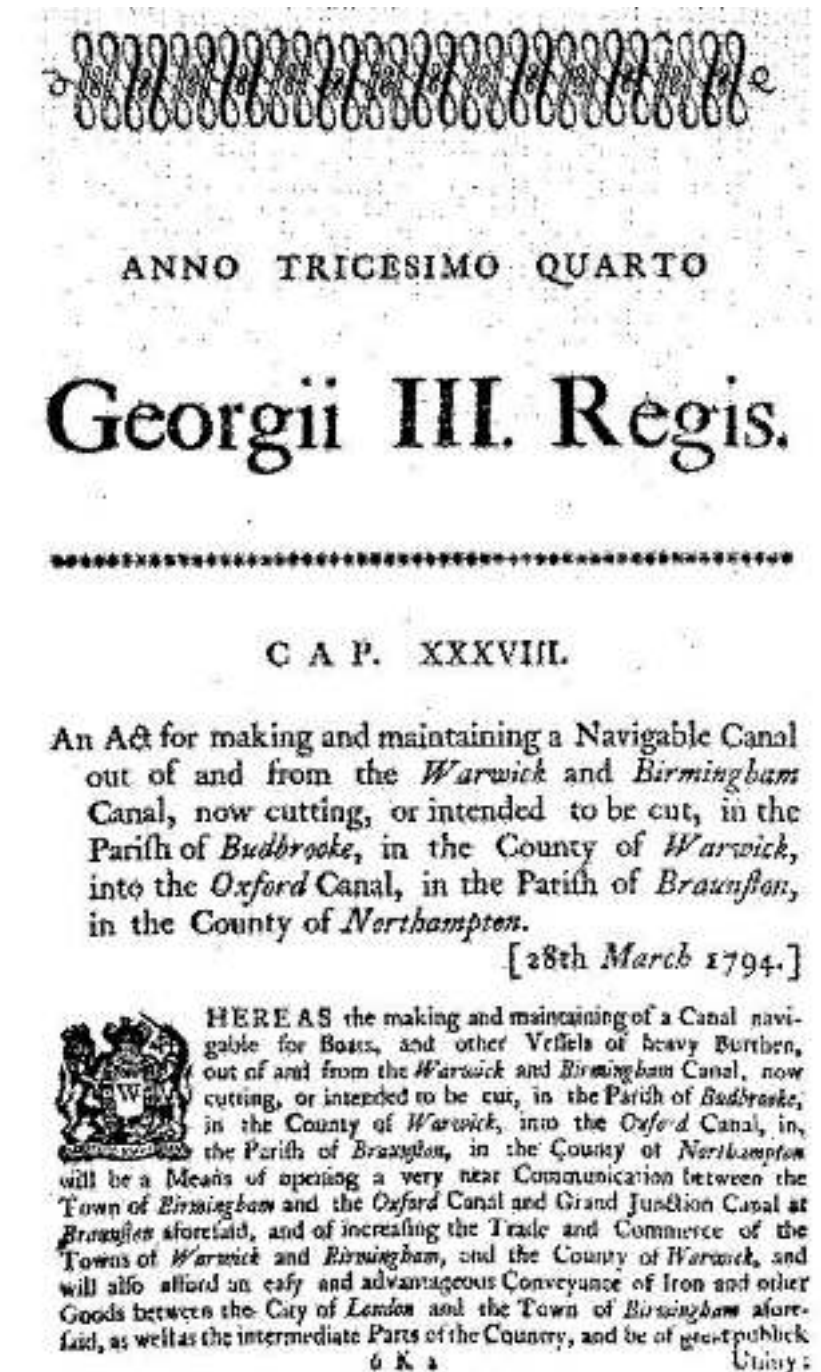 ANNO TRICESIMO QUARTO
Georgii III. Regis.
CAP. XXXVIII.
An Act for making and maintaining a Navigable Canal
out of and from the Warwick and Birmingham
Canal, now cutting, or intended to be cut, in the
Pariſh of Budbrooke, in the County of Warwick,
into the Oxford Canal, in the Pariſh of Braunſton,
in the County of Northampton.
[28th March 1794.]
W
HEREAS the making and maintaining of a Canal navi-
gable for Boats, and other Veſſels of heavy Burthen,
out of and from the Warwick and Birmingham Canal, now
cutting, or intended to be cut, in the Pariſh of Budbrooke,
in the County of Warwick, into the Oxford Canal, in,
the Pariſh of Braunſton, in the County of Northampton
will be a Means of opening a very near Communication between the
Town of Birmingham and the Oxford Canal and Grand Junction Canal at
Braunſton aforeſaid, and of increaſing the Trade and Commerce of the
Towns of Warwick and Birmingham, and the County of Warwick, and
will alſo afford an eaſy and advantageous Conveyance of Iron and other
Goods between the City of London and the Town of Birmingham afore-
ſaid, as well as the intermediate Parts of the Country, and be of great publick
6 K 2
Utility;